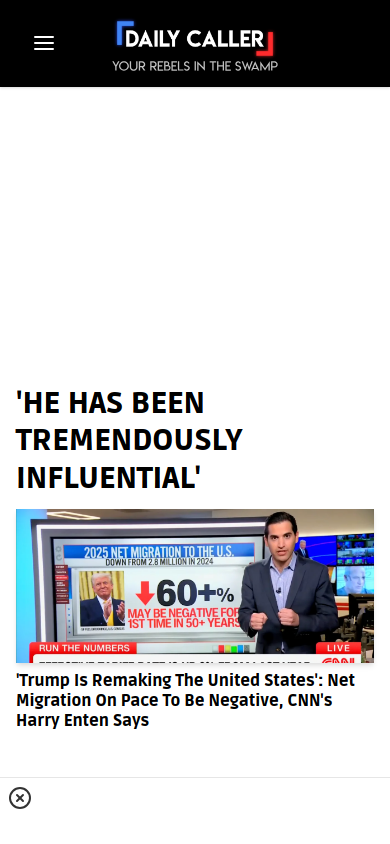 DAILY CALLER
YOUR REBELS IN THE SWAMP
'HE HAS BEEN
TREMENDOUSLY
INFLUENTIAL'
2025 NET MIGRATION TO THE U.S.
DOWN FROM 2.8 MILLION IN 2024
60+%
MAY BE NEGATIVE FOR
1ST TIME IN 50+ YEARS
RUN THE NUMBERS
LIVE
CNN
'Trump Is Remaking The United States': Net
Migration On Pace To Be Negative, CNN's
Harry Enten Says